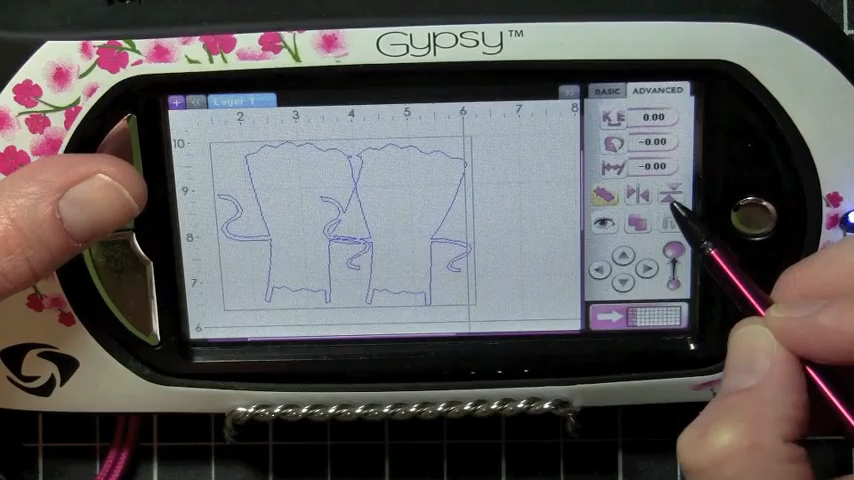 Gypsy™
+ << Layer 1 >> BASIC ADVANCED
2 3 4 5 6 7 8
10
9
8
7
6
0.00
-0.00
-0.00